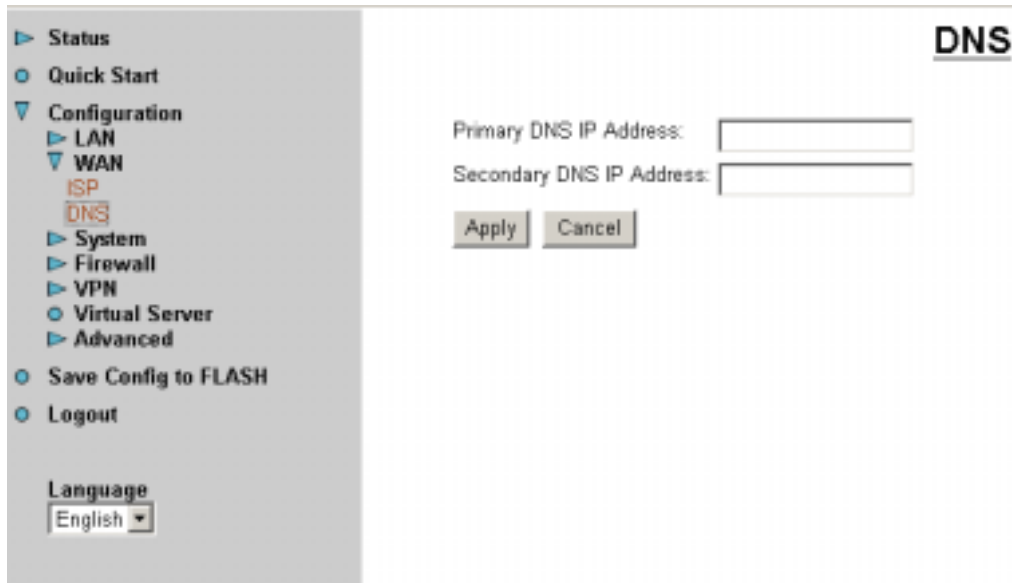 Status
Quick Start
Configuration
LAN
WAN
ISP
DNS
System
Firewall
VPN
Virtual Server
Advanced
Save Config to FLASH
Logout
Language
English
DNS
Primary DNS IP Address:
Secondary DNS IP Address:
Apply Cancel